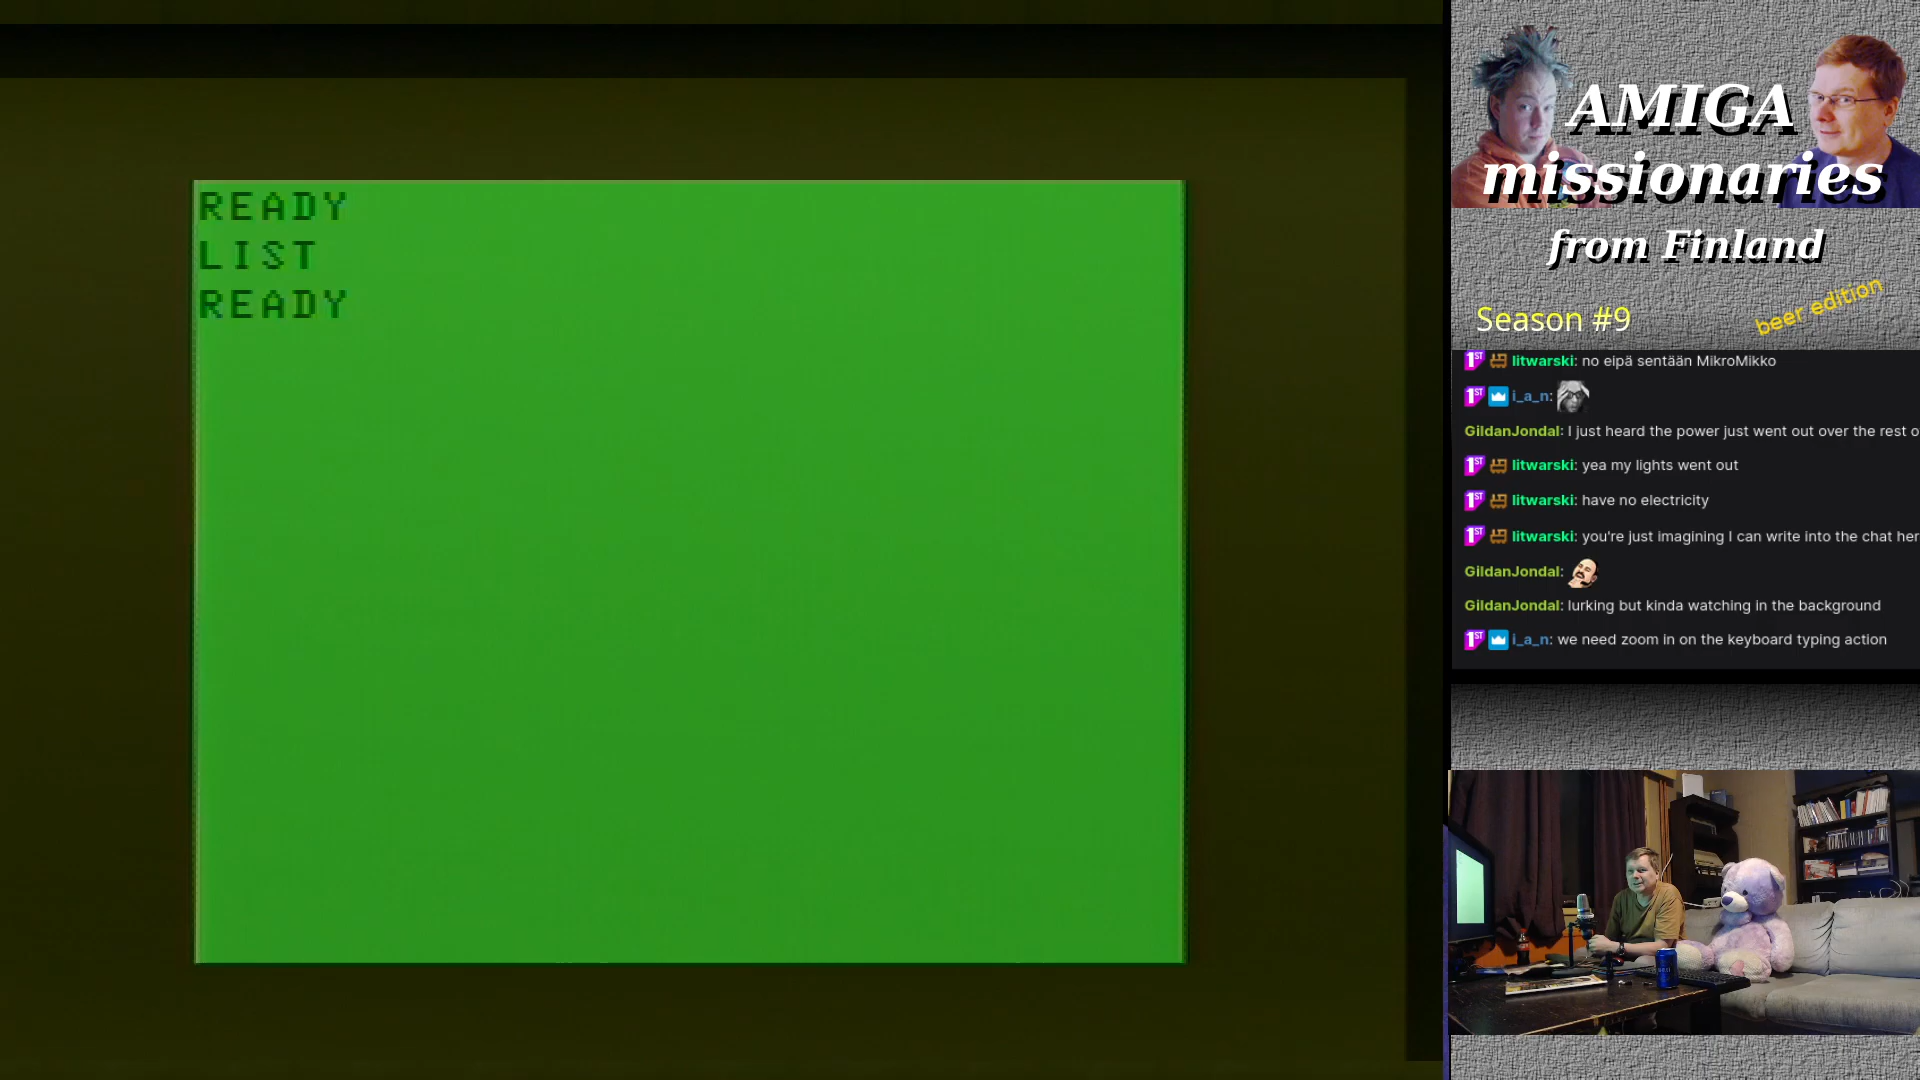 READY
LIST
READY
AMIGA
missionaries
from Finland
Season #9
beer edition
litwarski: no eipä sentään MikroMikko
i_a_n:
GildanJondal: I just heard the power just went out over the rest o
litwarski: yea my lights went out
litwarski: have no electricity
litwarski: you're just imagining I can write into the chat her
GildanJondal:
GildanJondal: lurking but kinda watching in the background
i_a_n: we need zoom in on the keyboard typing action